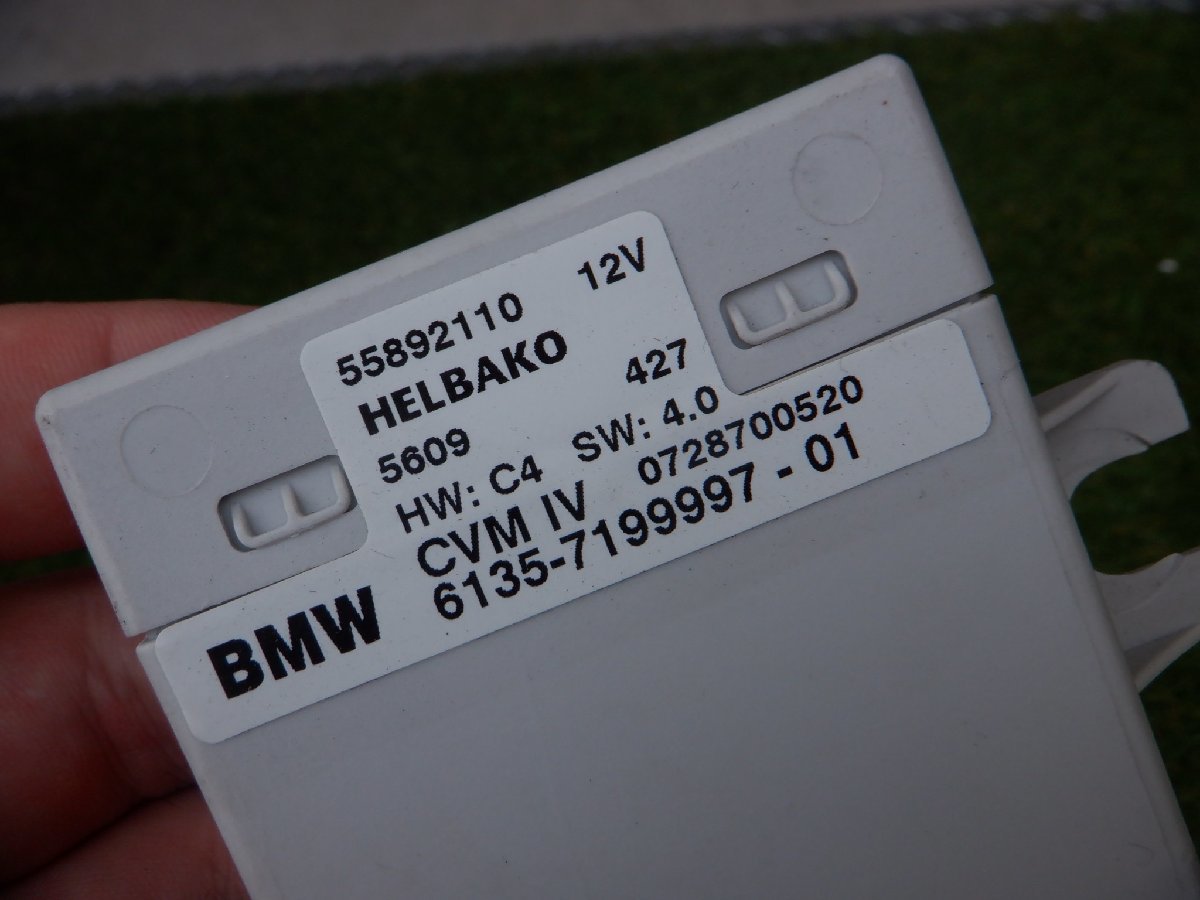 55892110 12V
HELBAKO
5609 427
HW: C4 SW: 4.0
CVM IV 0728700520
BMW 6135-7199997 - 01